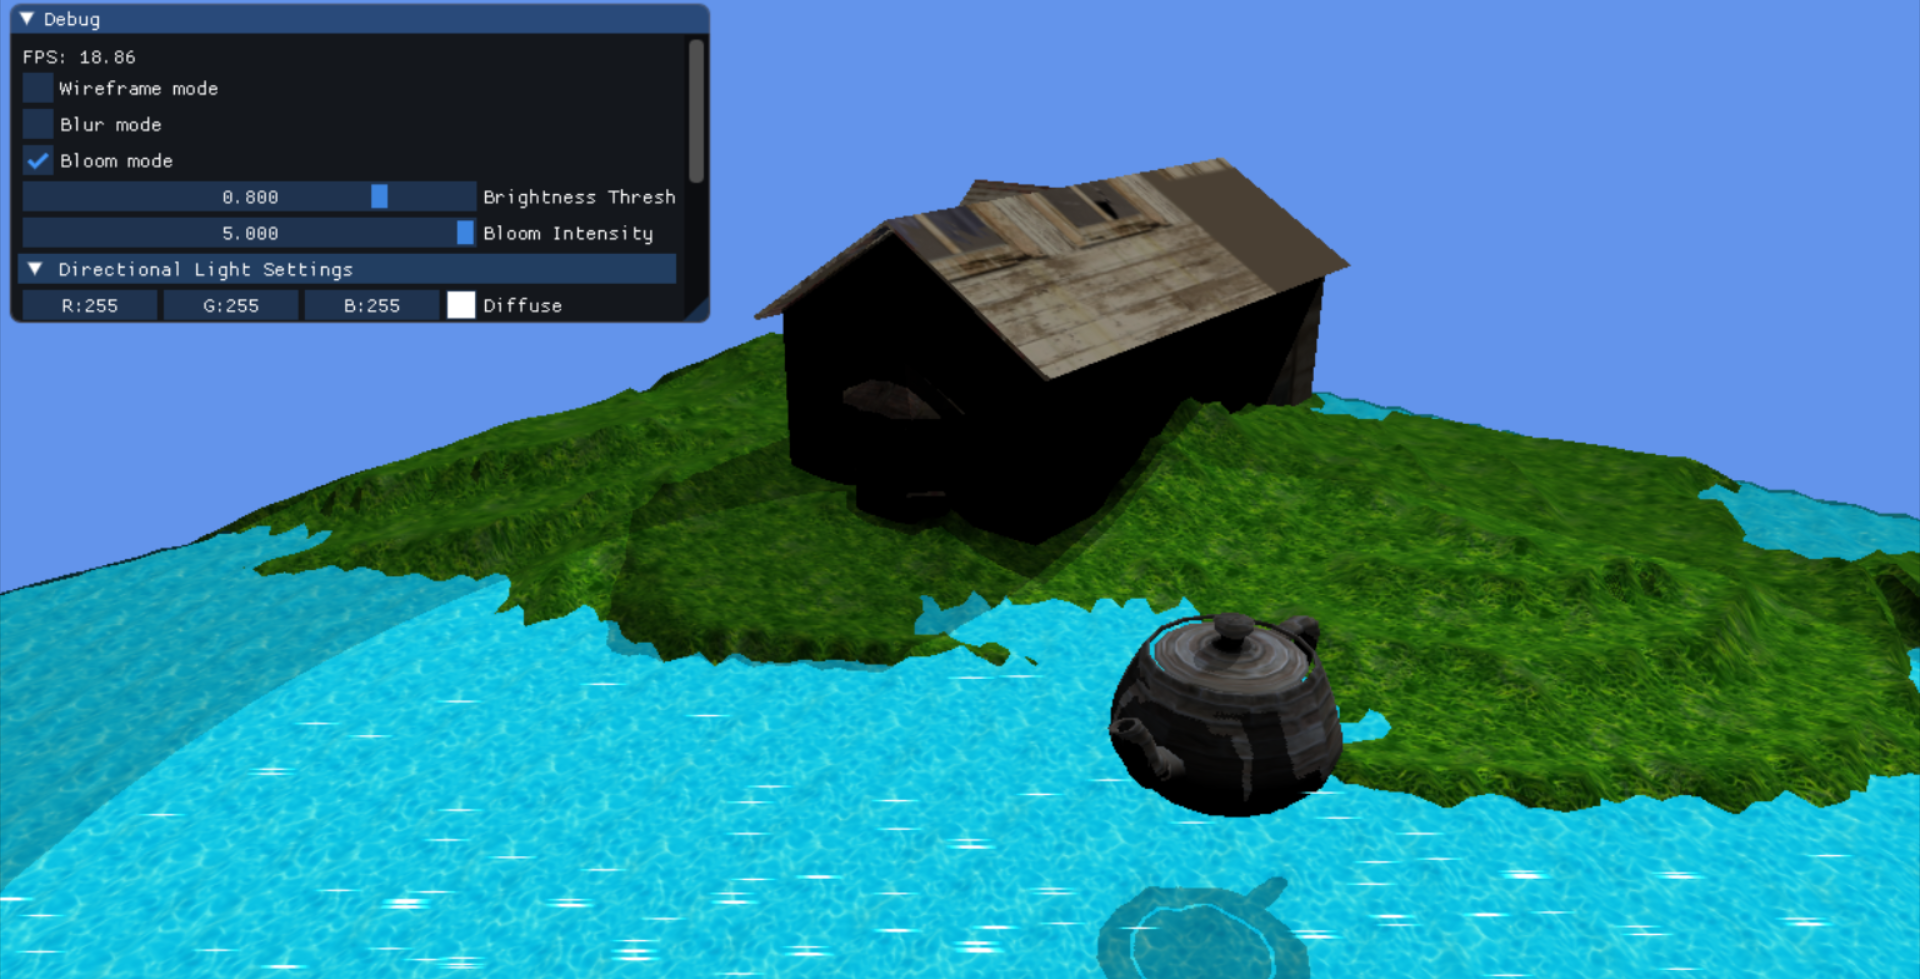 Debug
FPS: 18.86
Wireframe mode
Blur mode
Bloom mode
0.800 Brightness Thresh
5.000 Bloom Intensity
Directional Light Settings
R:255 G:255 B:255 Diffuse